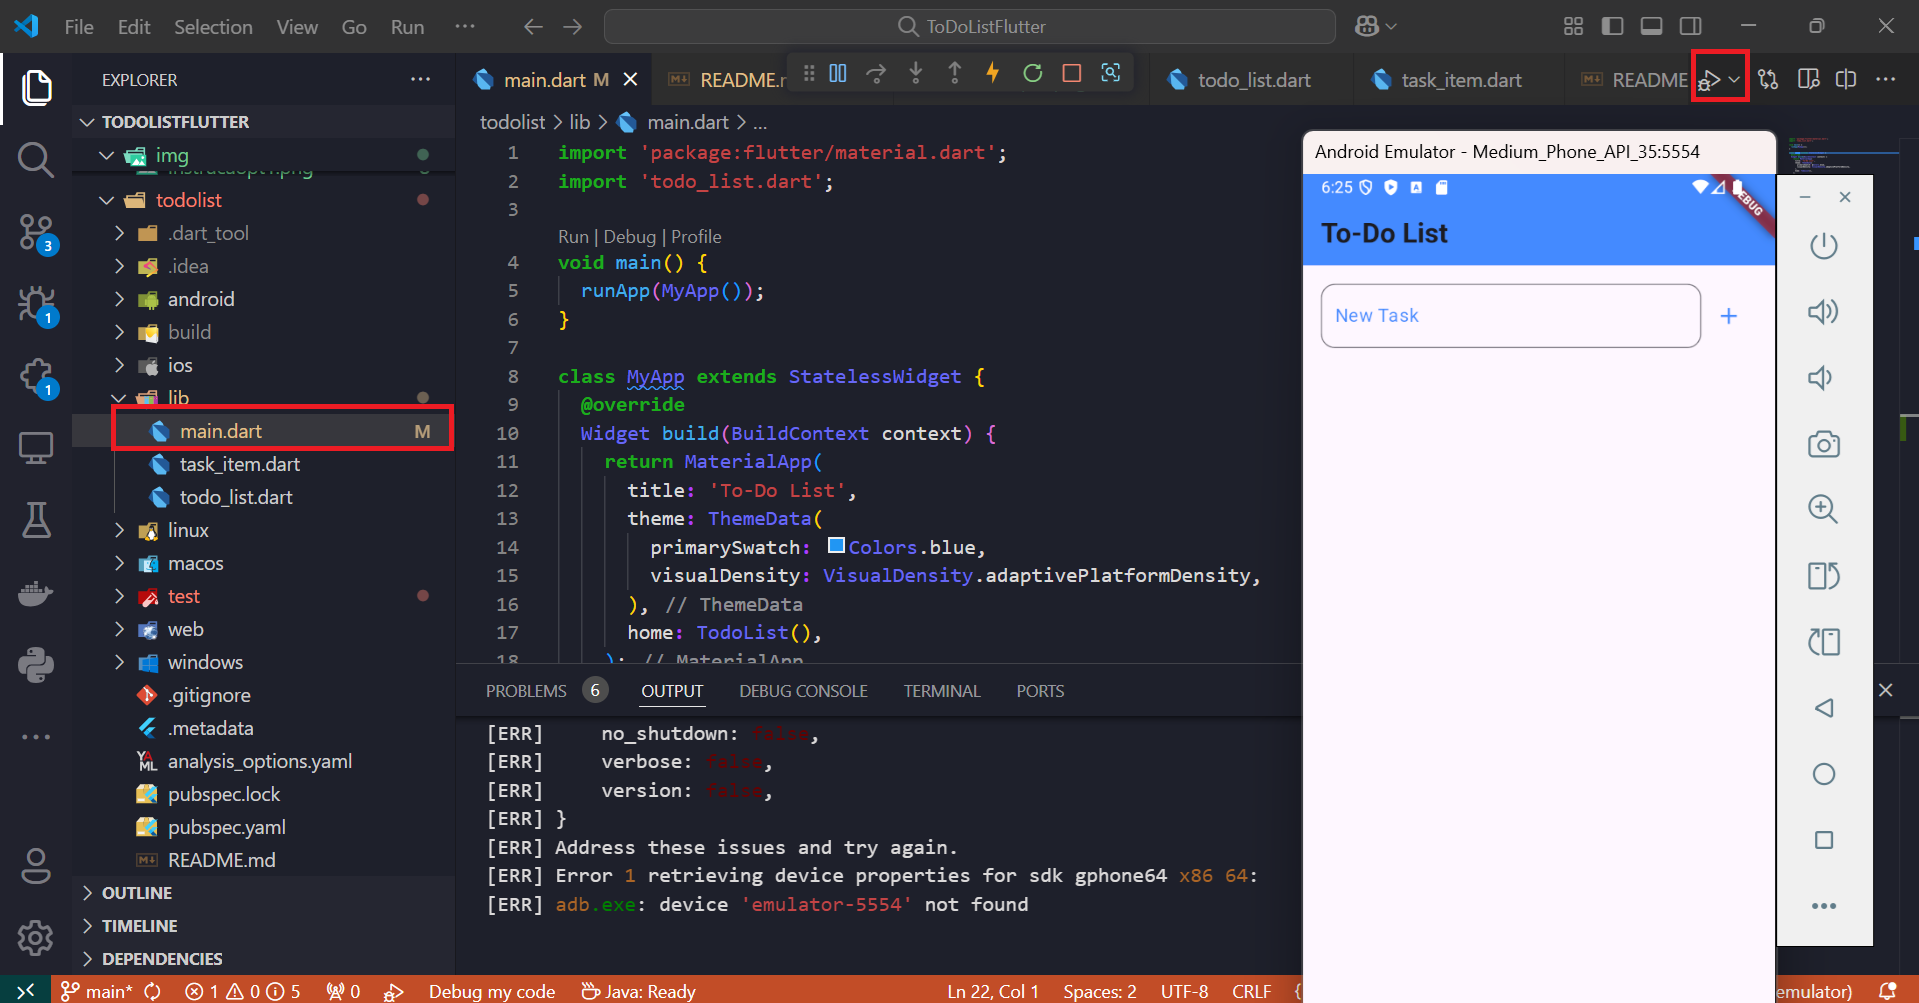 File Edit Selection View Go Run ToDoListFlutter
EXPLORER
main.dart M README. todo_list.dart task_item.dart README
TODOLISTFLUTTER
img
todolist
.dart_tool
.idea
android
build
ios
lib
main.dart M
task_item.dart
todo_list.dart
linux
macos
test
web
windows
.gitignore
.metadata
analysis_options.yaml
pubspec.lock
pubspec.yaml
README.md
OUTLINE
TIMELINE
DEPENDENCIES
3
1
1
todolist > lib > main.dart > ...
1 import 'package:flutter/material.dart';
2 import 'todo_list.dart';
3
Run | Debug | Profile
4 void main() {
5 runApp(MyApp());
6 }
7
8 class MyApp extends StatelessWidget {
9 @override
10 Widget build(BuildContext context) {
11 return MaterialApp(
12 title: 'To-Do List',
13 theme: ThemeData(
14 primarySwatch: Colors.blue,
15 visualDensity: VisualDensity.adaptivePlatformDensity,
16 ), // ThemeData
17 home: TodoList(),
18 ); // MaterialApp
PROBLEMS 6 OUTPUT DEBUG CONSOLE TERMINAL PORTS
[ERR] no_shutdown: false,
[ERR] verbose: false,
[ERR] version: false,
[ERR] }
[ERR] Address these issues and try again.
[ERR] Error 1 retrieving device properties for sdk gphone64 x86 64:
[ERR] adb.exe: device 'emulator-5554' not found
Android Emulator - Medium_Phone_API_35:5554
6:25
To-Do List
New Task +
main* 1 0 5 0 Debug my code Java: Ready Ln 22, Col 1 Spaces: 2 UTF-8 CRLF { emulator)